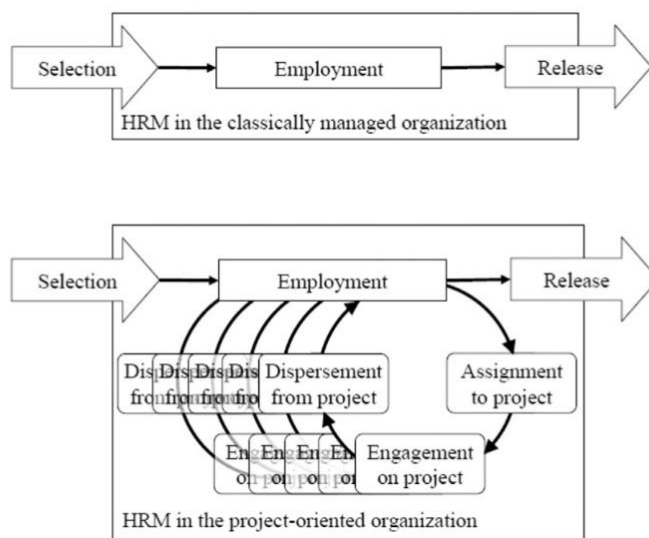 Selection
Employment
Release
HRM in the classically managed organization
Selection
Employment
Release
Dispersement
from project
Assignment
to project
Engagement
on project
HRM in the project-oriented organization